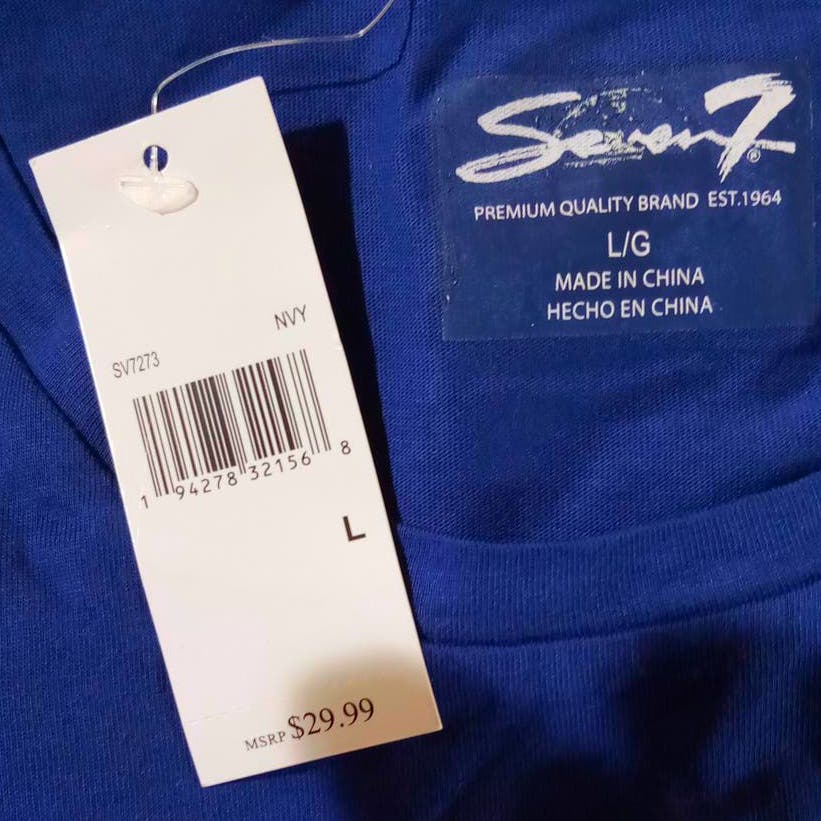 Seven7®
PREMIUM QUALITY BRAND EST.1964
L/G
MADE IN CHINA
HECHO EN CHINA
NVY
SV7273
1 94278 32156 8
L
MSRP $29.99